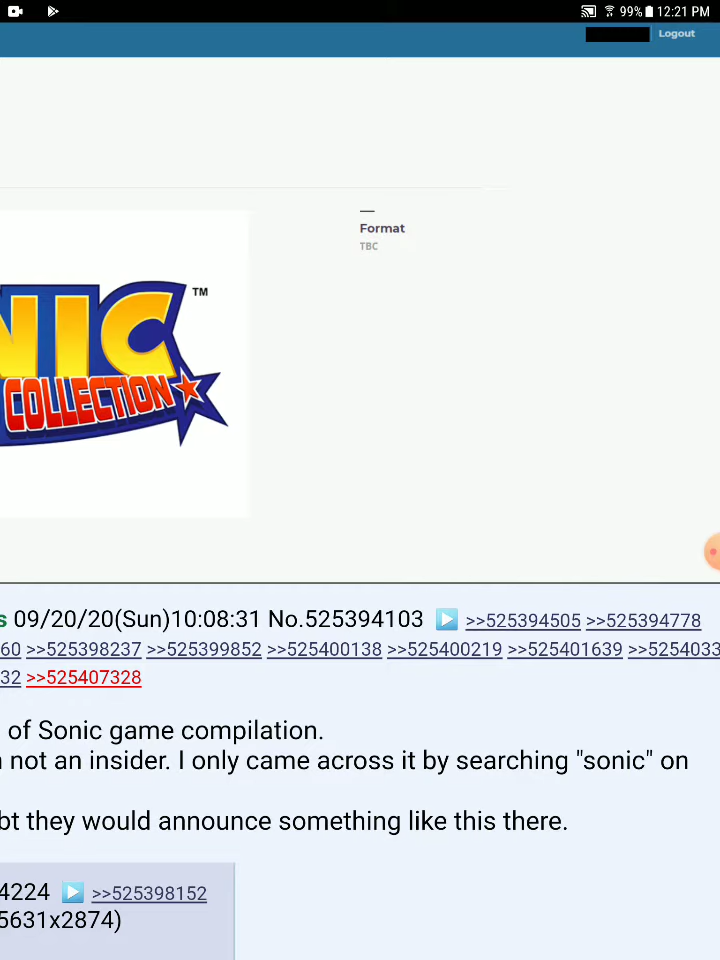 99% 12:21 PM
Logout
Format
TBC
NIC TM
COLLECTION
s 09/20/20(Sun)10:08:31 No.525394103 >>525394505 >>525394778
60 >>525398237 >>525399852 >>525400138 >>525400219 >>525401639 >>5254033
32 >>525407328
of Sonic game compilation.
not an insider. I only came across it by searching "sonic" on
bt they would announce something like this there.
4224 >>525398152
5631x2874)